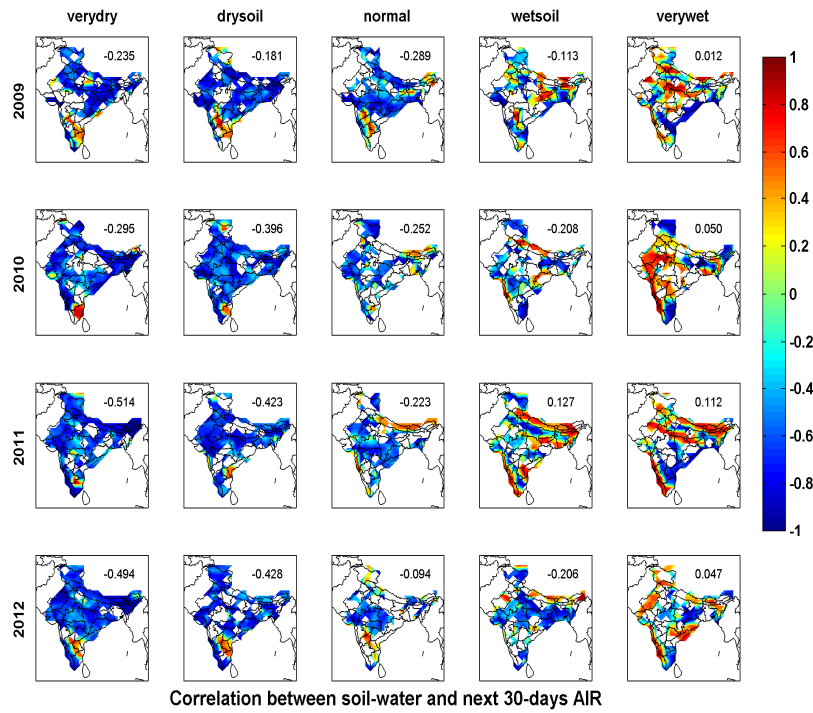 verydry drysoil normal wetsoil verywet
2009 -0.235 -0.181 -0.289 -0.113 0.012
2010 -0.295 -0.396 -0.252 -0.208 0.050
2011 -0.514 -0.423 -0.223 0.127 0.112
2012 -0.494 -0.428 -0.094 -0.206 0.047
1
0.8
0.6
0.4
0.2
0
-0.2
-0.4
-0.6
-0.8
-1
Correlation between soil-water and next 30-days AIR